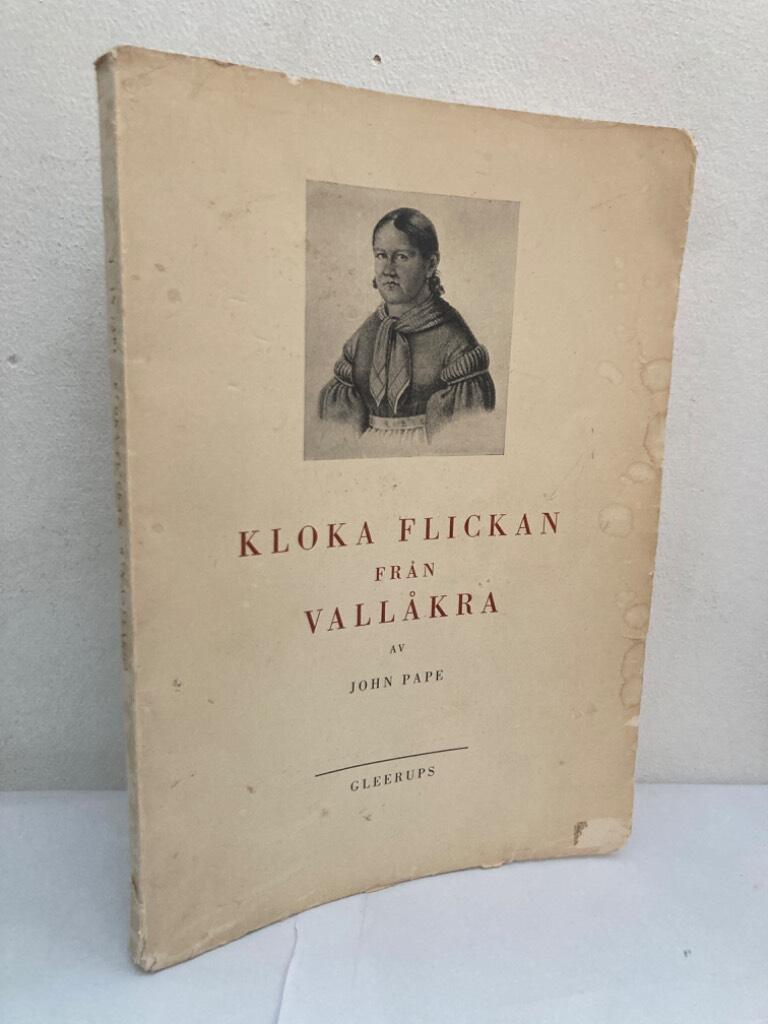 KLOKA FLICKAN
FRÅN
VALLÅKRA
AV
JOHN PAPE
GLEERUPS